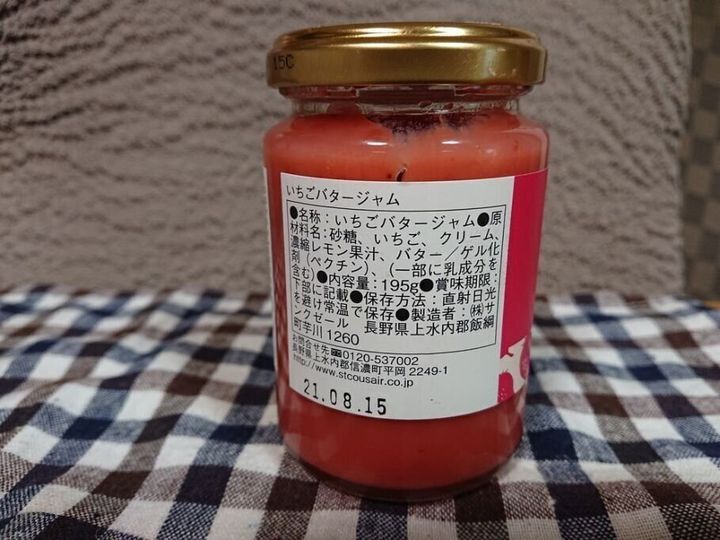 15C
いちごバタージャム
●名称：いちごバタージャム●原
材料名：砂糖、いちご、クリーム、
濃縮レモン果汁、バター／ゲル化
剤（ペクチン）、（一部に乳成分を
含む）●内容量：195g●賞味期限：
下部に記載●保存方法：直射日光
を避け常温で保存●製造者：㈱サ
ンクゼール 長野県上水内郡飯綱
町芋川1260
お問合せ先 0120-537002
長野県上水内郡信濃町平岡 2249-1
http://www.stcousair.co.jp
21.08.15